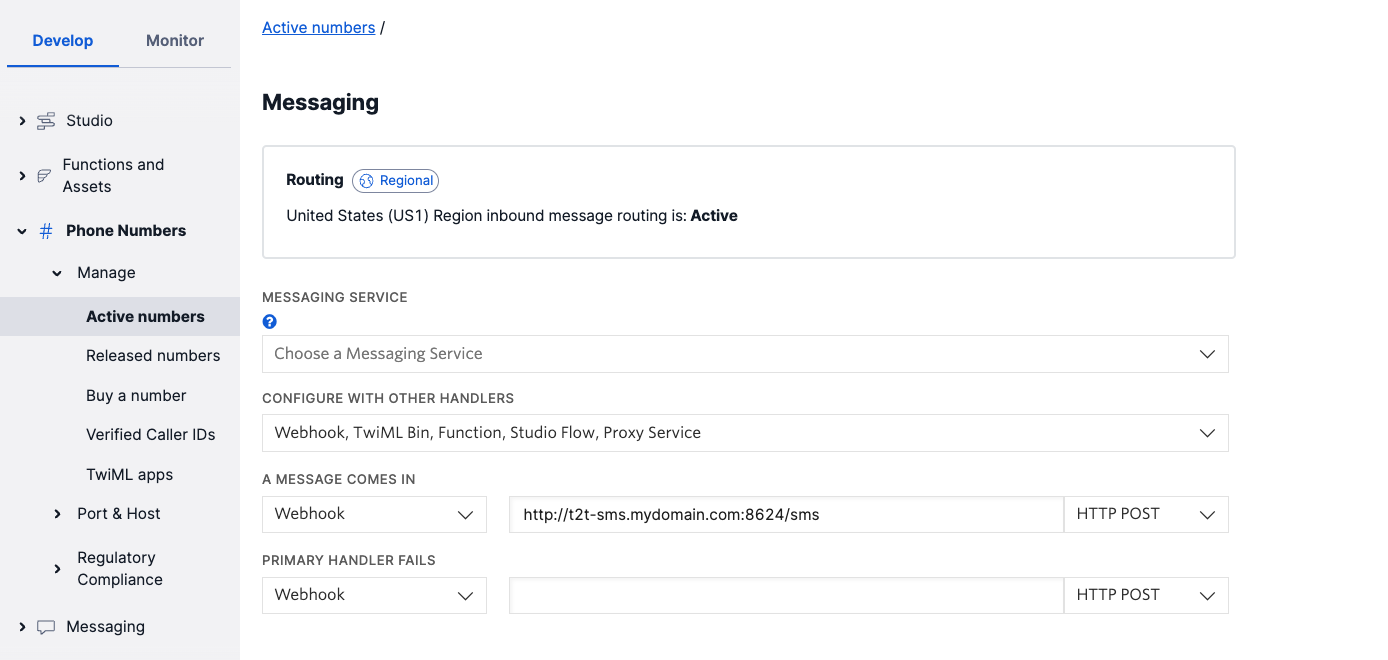 Develop
Monitor
Studio
Functions and
Assets
# Phone Numbers
Manage
Active numbers
Released numbers
Buy a number
Verified Caller IDs
TwiML apps
Port & Host
Regulatory
Compliance
Messaging
Active numbers /
Messaging
Routing Regional
United States (US1) Region inbound message routing is: Active
MESSAGING SERVICE
?
Choose a Messaging Service
CONFIGURE WITH OTHER HANDLERS
Webhook, TwiML Bin, Function, Studio Flow, Proxy Service
A MESSAGE COMES IN
Webhook http://t2t-sms.mydomain.com:8624/sms HTTP POST
PRIMARY HANDLER FAILS
Webhook HTTP POST